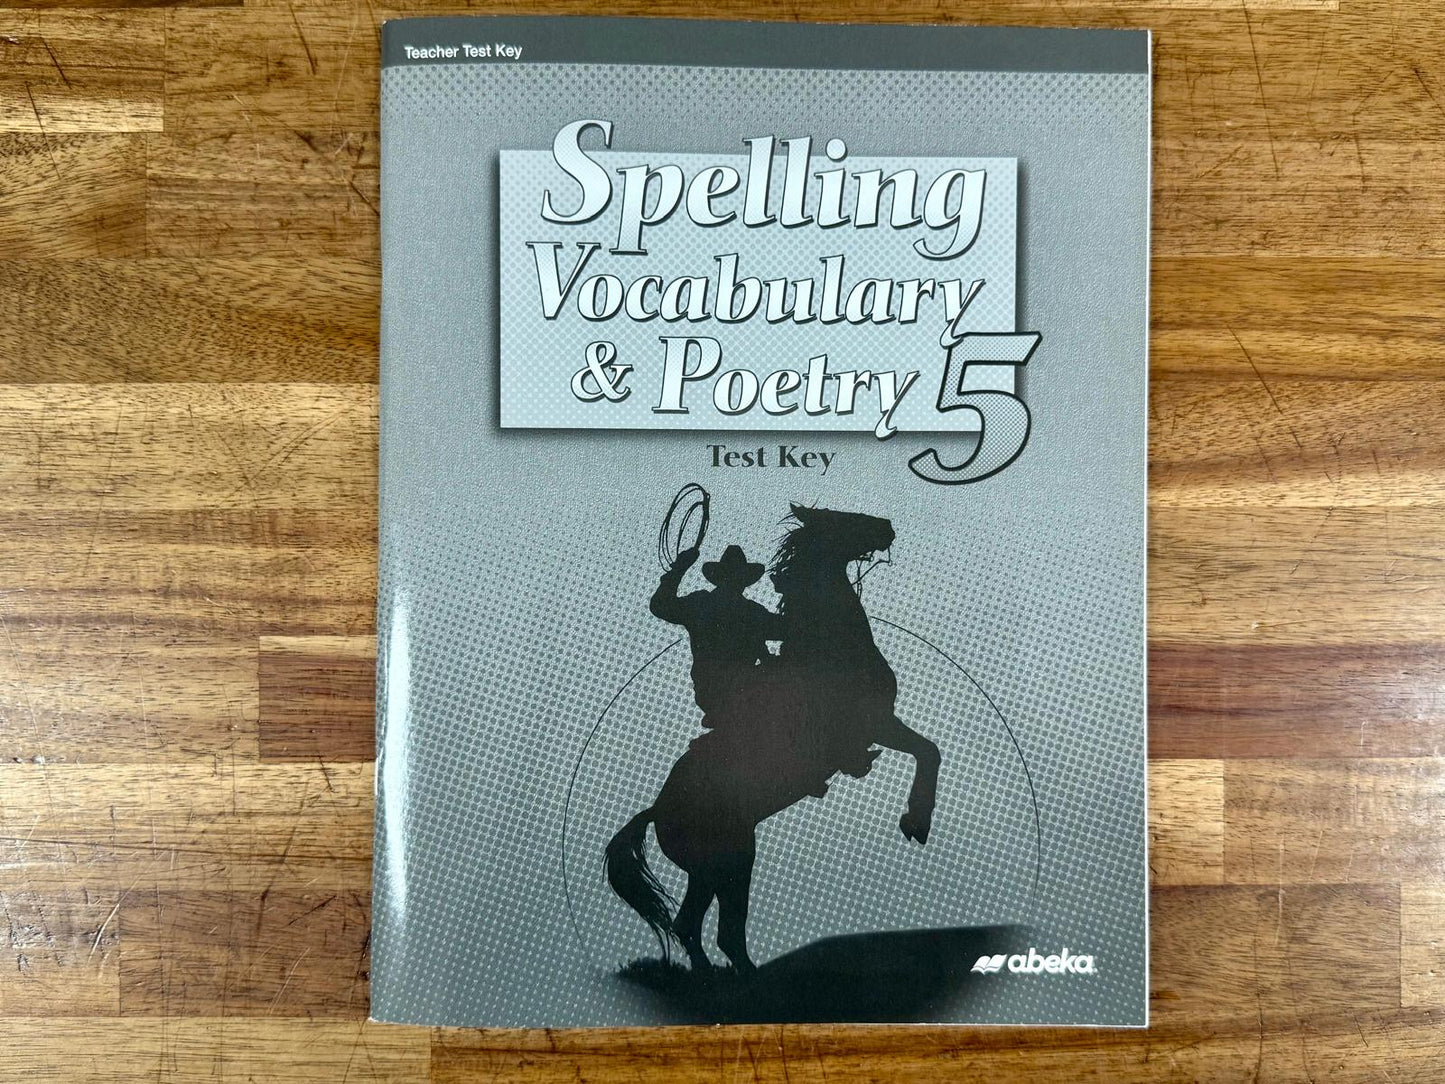 Teacher Test Key
Spelling
Vocabulary
& Poetry 5
Test Key
abeka